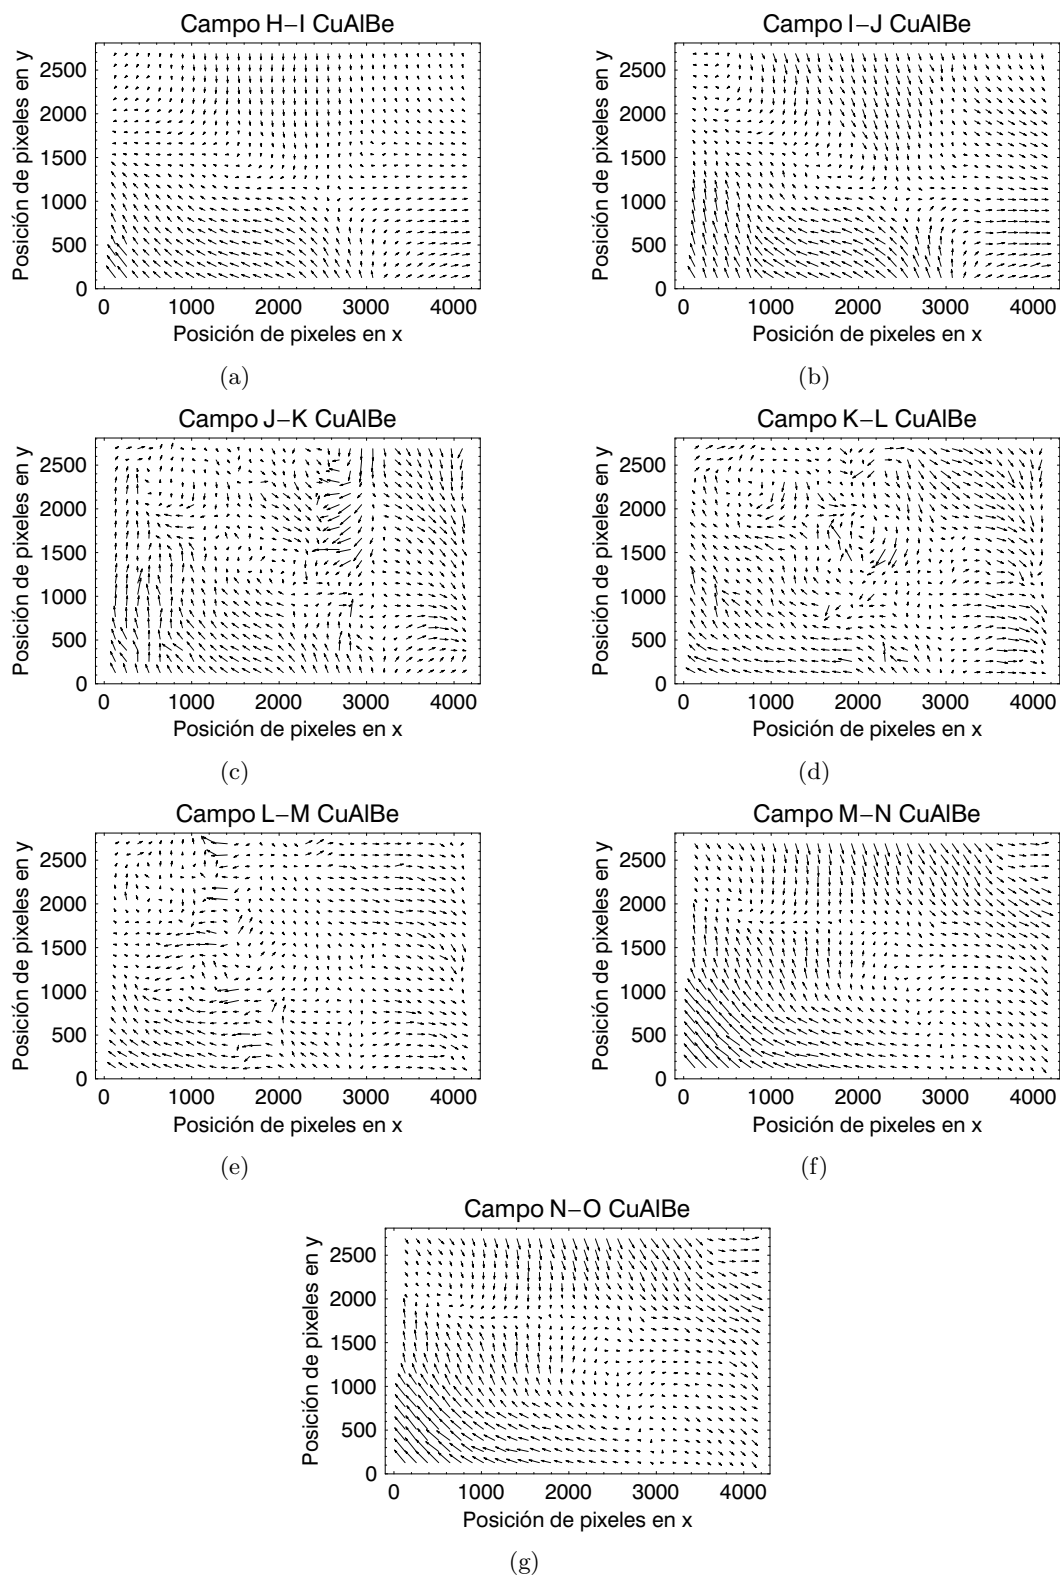 Campo H–I CuAlBe
Campo I–J CuAlBe
Posición de pixeles en y
2500
2000
1500
1000
500
0
0 1000 2000 3000 4000
Posición de pixeles en x
Posición de pixeles en y
2500
2000
1500
1000
500
0
0 1000 2000 3000 4000
Posición de pixeles en x
(a)
(b)
Campo J–K CuAlBe
Campo K–L CuAlBe
Posición de pixeles en y
2500
2000
1500
1000
500
0
0 1000 2000 3000 4000
Posición de pixeles en x
Posición de pixeles en y
2500
2000
1500
1000
500
0
0 1000 2000 3000 4000
Posición de pixeles en x
(c)
(d)
Campo L–M CuAlBe
Campo M–N CuAlBe
Posición de pixeles en y
2500
2000
1500
1000
500
0
0 1000 2000 3000 4000
Posición de pixeles en x
Posición de pixeles en y
2500
2000
1500
1000
500
0
0 1000 2000 3000 4000
Posición de pixeles en x
(e)
(f)
Campo N–O CuAlBe
Posición de pixeles en y
2500
2000
1500
1000
500
0
0 1000 2000 3000 4000
Posición de pixeles en x
(g)